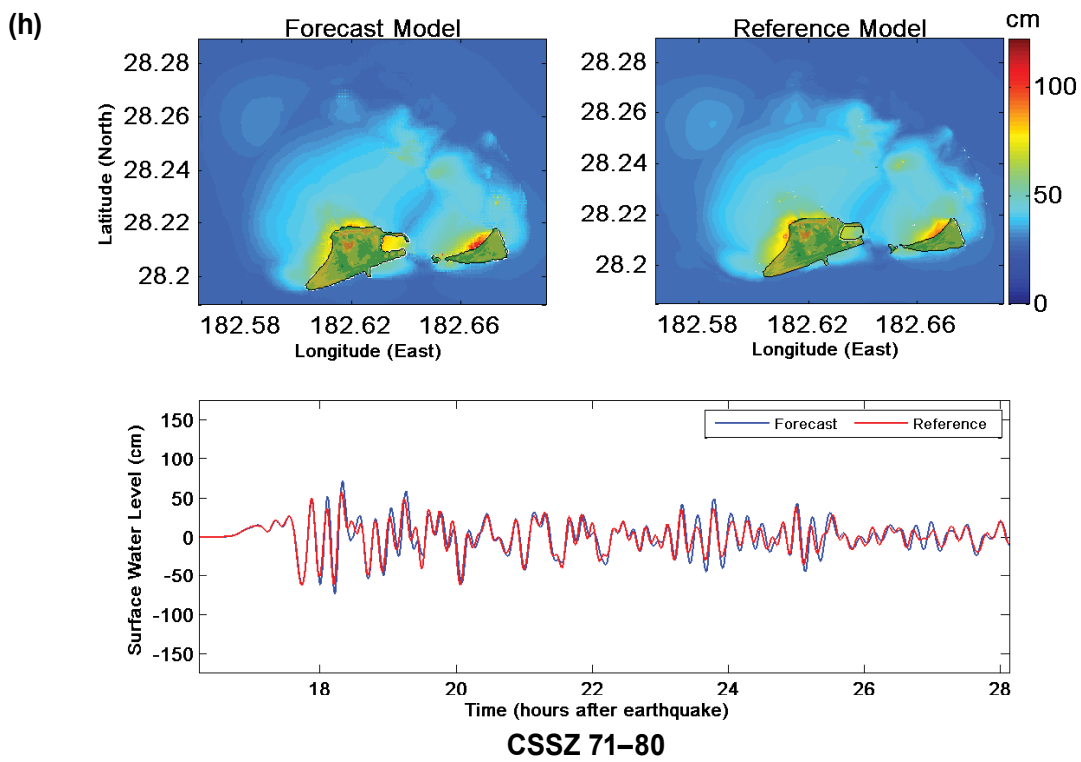 (h)
Forecast Model
Reference Model
cm
28.28
28.26
28.24
28.22
28.2
Latitude (North)
182.58 182.62 182.66
Longitude (East)
28.28
28.26
28.24
28.22
28.2
182.58 182.62 182.66
Longitude (East)
100
50
0
150
100
50
0
-50
-100
-150
Surface Water Level (cm)
Forecast Reference
18 20 22 24 26 28
Time (hours after earthquake)
CSSZ 71–80